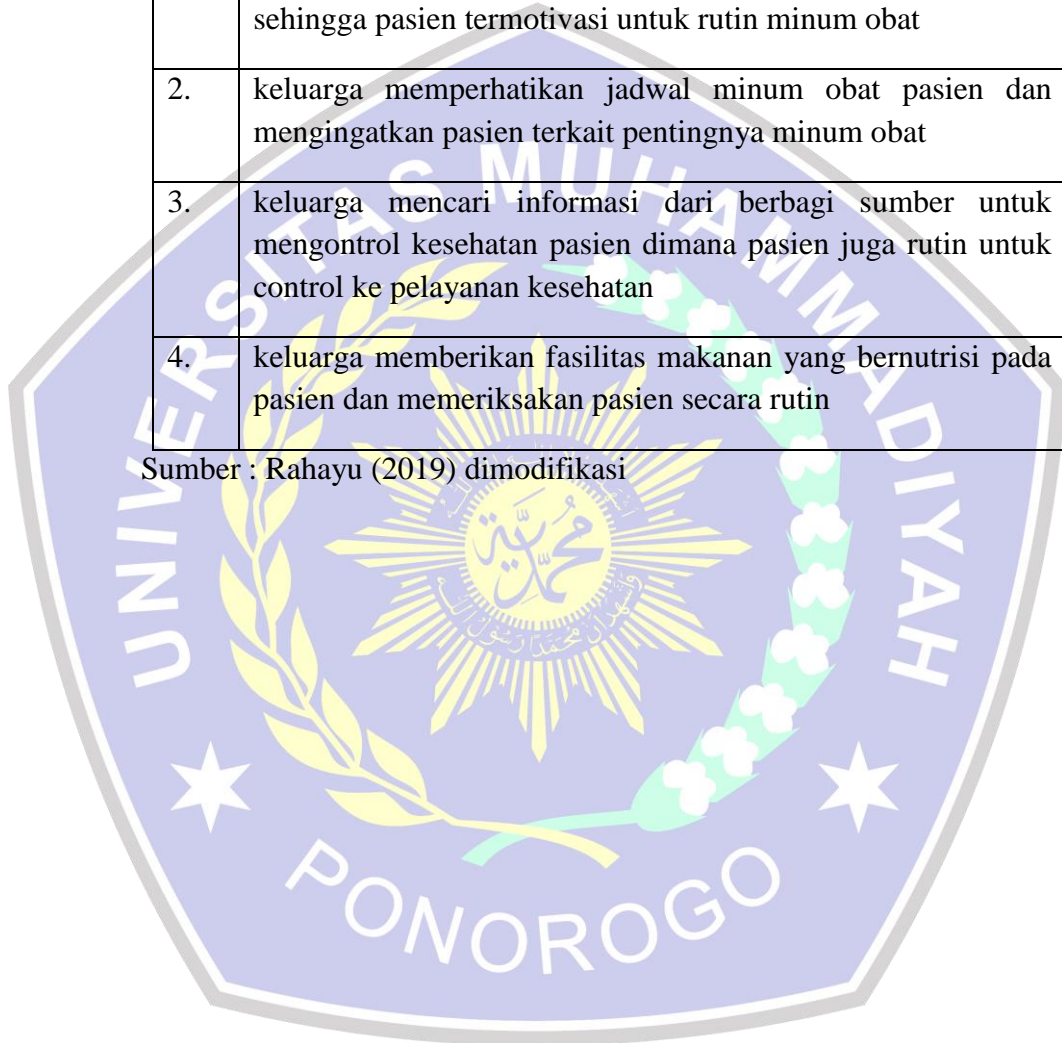 sehingga pasien termotivasi untuk rutin minum obat
2. keluarga memperhatikan jadwal minum obat pasien dan
mengingatkan pasien terkait pentingnya minum obat
3. keluarga mencari informasi dari berbagai sumber untuk
mengontrol kesehatan pasien dimana pasien juga rutin untuk
control ke pelayanan kesehatan
4. keluarga memberikan fasilitas makanan yang bernutrisi pada
pasien dan memeriksakan pasien secara rutin
Sumber : Rahayu (2019) dimodifikasi
UNIVERSITAS MUHAMMADIYAH
PONOROGO